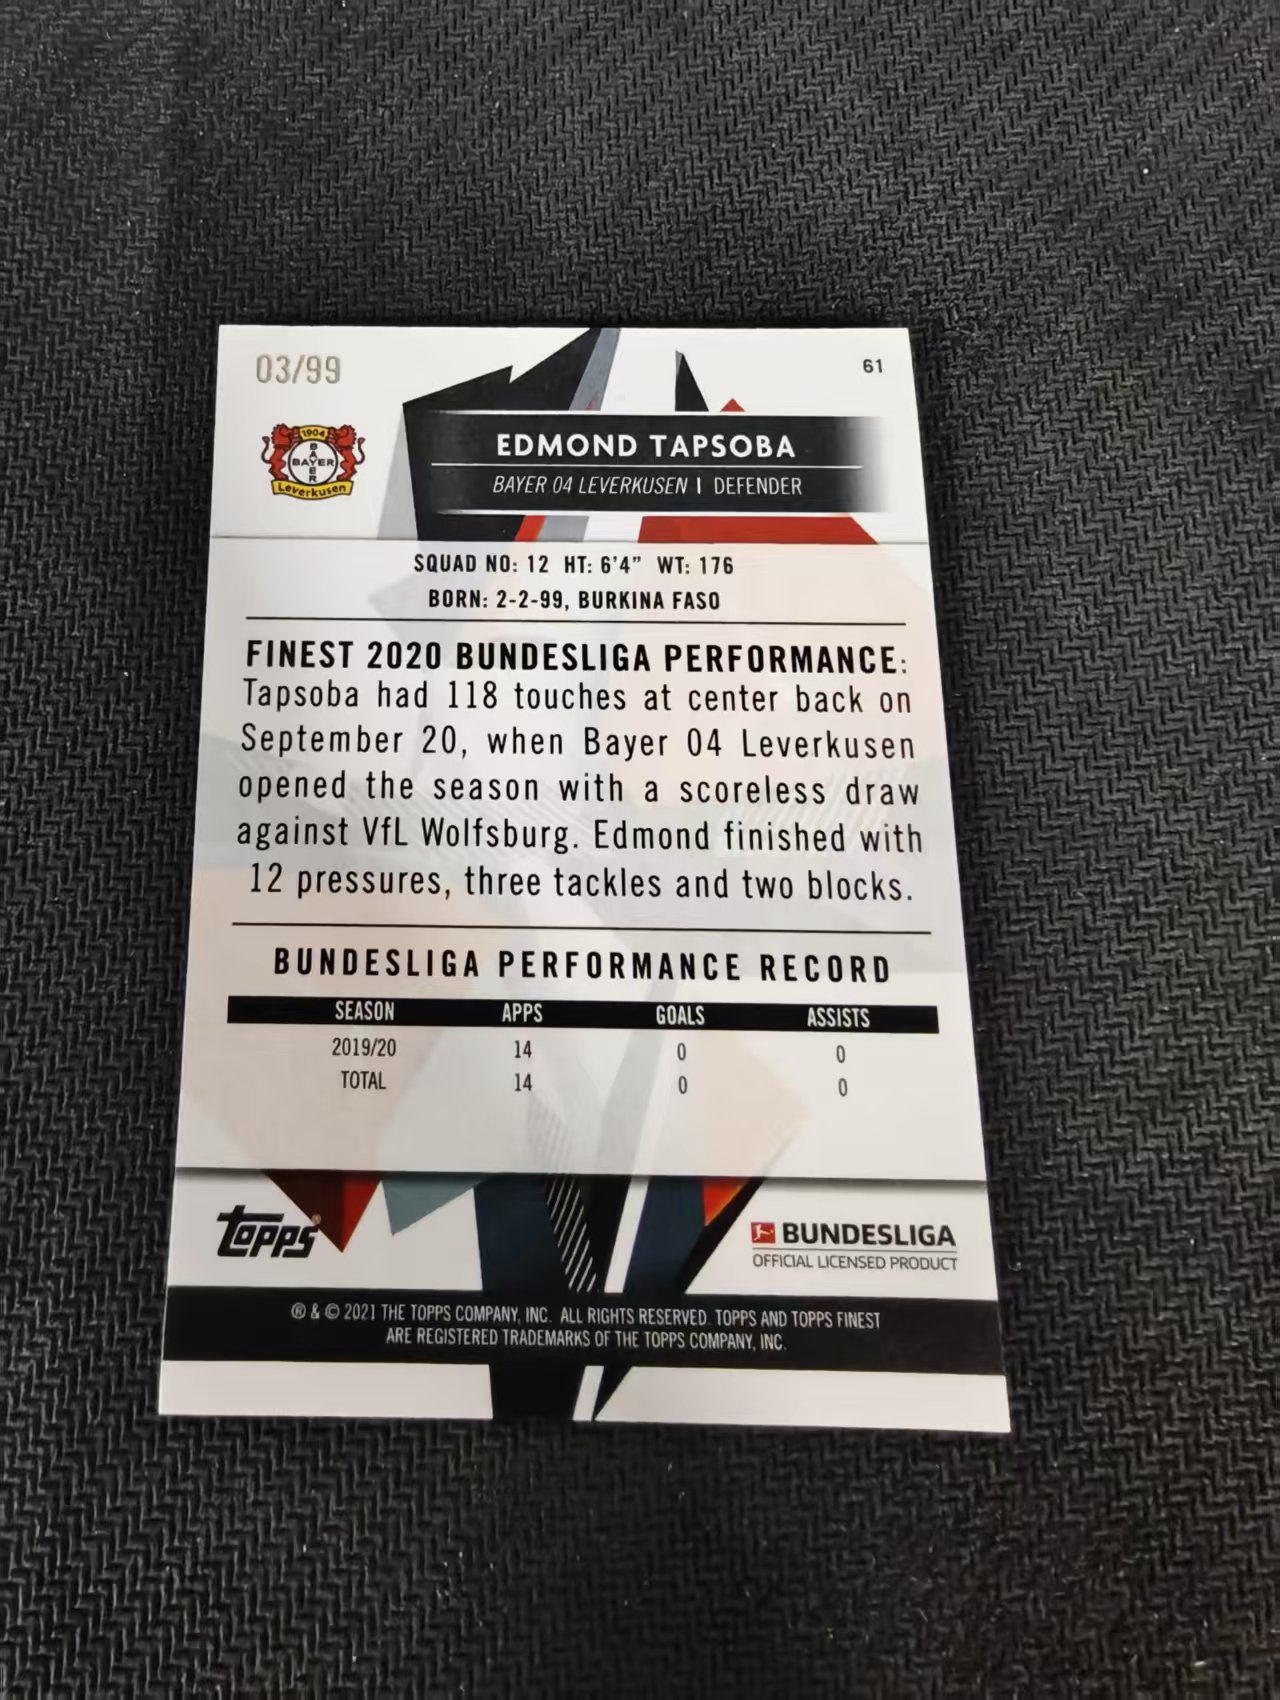 03/99
61
1904
BAYER
BAYER
Leverkusen
EDMOND TAPSOBA
BAYER 04 LEVERKUSEN | DEFENDER
SQUAD NO: 12 HT: 6'4" WT: 176
BORN: 2-2-99, BURKINA FASO
FINEST 2020 BUNDESLIGA PERFORMANCE:
Tapsoba had 118 touches at center back on
September 20, when Bayer 04 Leverkusen
opened the season with a scoreless draw
against VfL Wolfsburg. Edmond finished with
12 pressures, three tackles and two blocks.
BUNDESLIGA PERFORMANCE RECORD
SEASON APPS GOALS ASSISTS
2019/20 14 0 0
TOTAL 14 0 0
Topps®
BUNDESLIGA
OFFICIAL LICENSED PRODUCT
® & © 2021 THE TOPPS COMPANY, INC. ALL RIGHTS RESERVED. TOPPS AND TOPPS FINEST
ARE REGISTERED TRADEMARKS OF THE TOPPS COMPANY, INC.